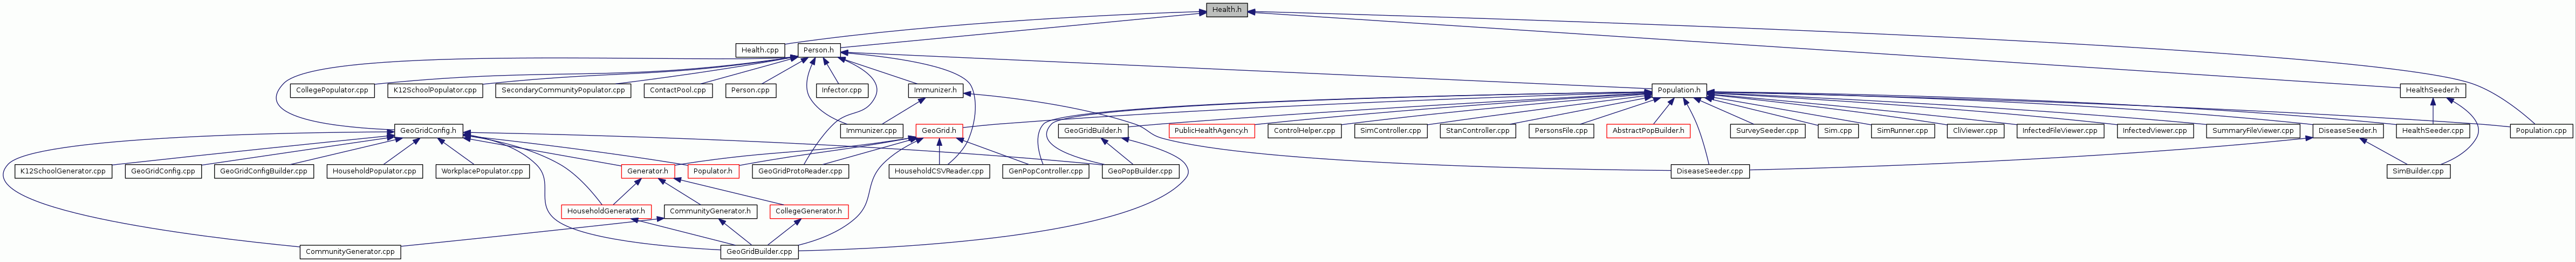 Health.h
Health.cpp
Person.h
CollegePopulator.cpp
K12SchoolPopulator.cpp
SecondaryCommunityPopulator.cpp
ContactPool.cpp
Person.cpp
Infector.cpp
Immunizer.h
Population.h
HealthSeeder.h
GeoGridConfig.h
Immunizer.cpp
GeoGrid.h
GeoGridBuilder.h
PublicHealthAgency.h
ControlHelper.cpp
SimController.cpp
StanController.cpp
PersonsFile.cpp
AbstractPopBuilder.h
SurveySeeder.cpp
Sim.cpp
SimRunner.cpp
CliViewer.cpp
InfectedFileViewer.cpp
InfectedViewer.cpp
SummaryFileViewer.cpp
DiseaseSeeder.h
HealthSeeder.cpp
Population.cpp
K12SchoolGenerator.cpp
GeoGridConfig.cpp
GeoGridConfigBuilder.cpp
HouseholdPopulator.cpp
WorkplacePopulator.cpp
Generator.h
Populator.h
GeoGridProtoReader.cpp
HouseholdCSVReader.cpp
GenPopController.cpp
GeoPopBuilder.cpp
DiseaseSeeder.cpp
SimBuilder.cpp
HouseholdGenerator.h
CommunityGenerator.h
CollegeGenerator.h
CommunityGenerator.cpp
GeoGridBuilder.cpp